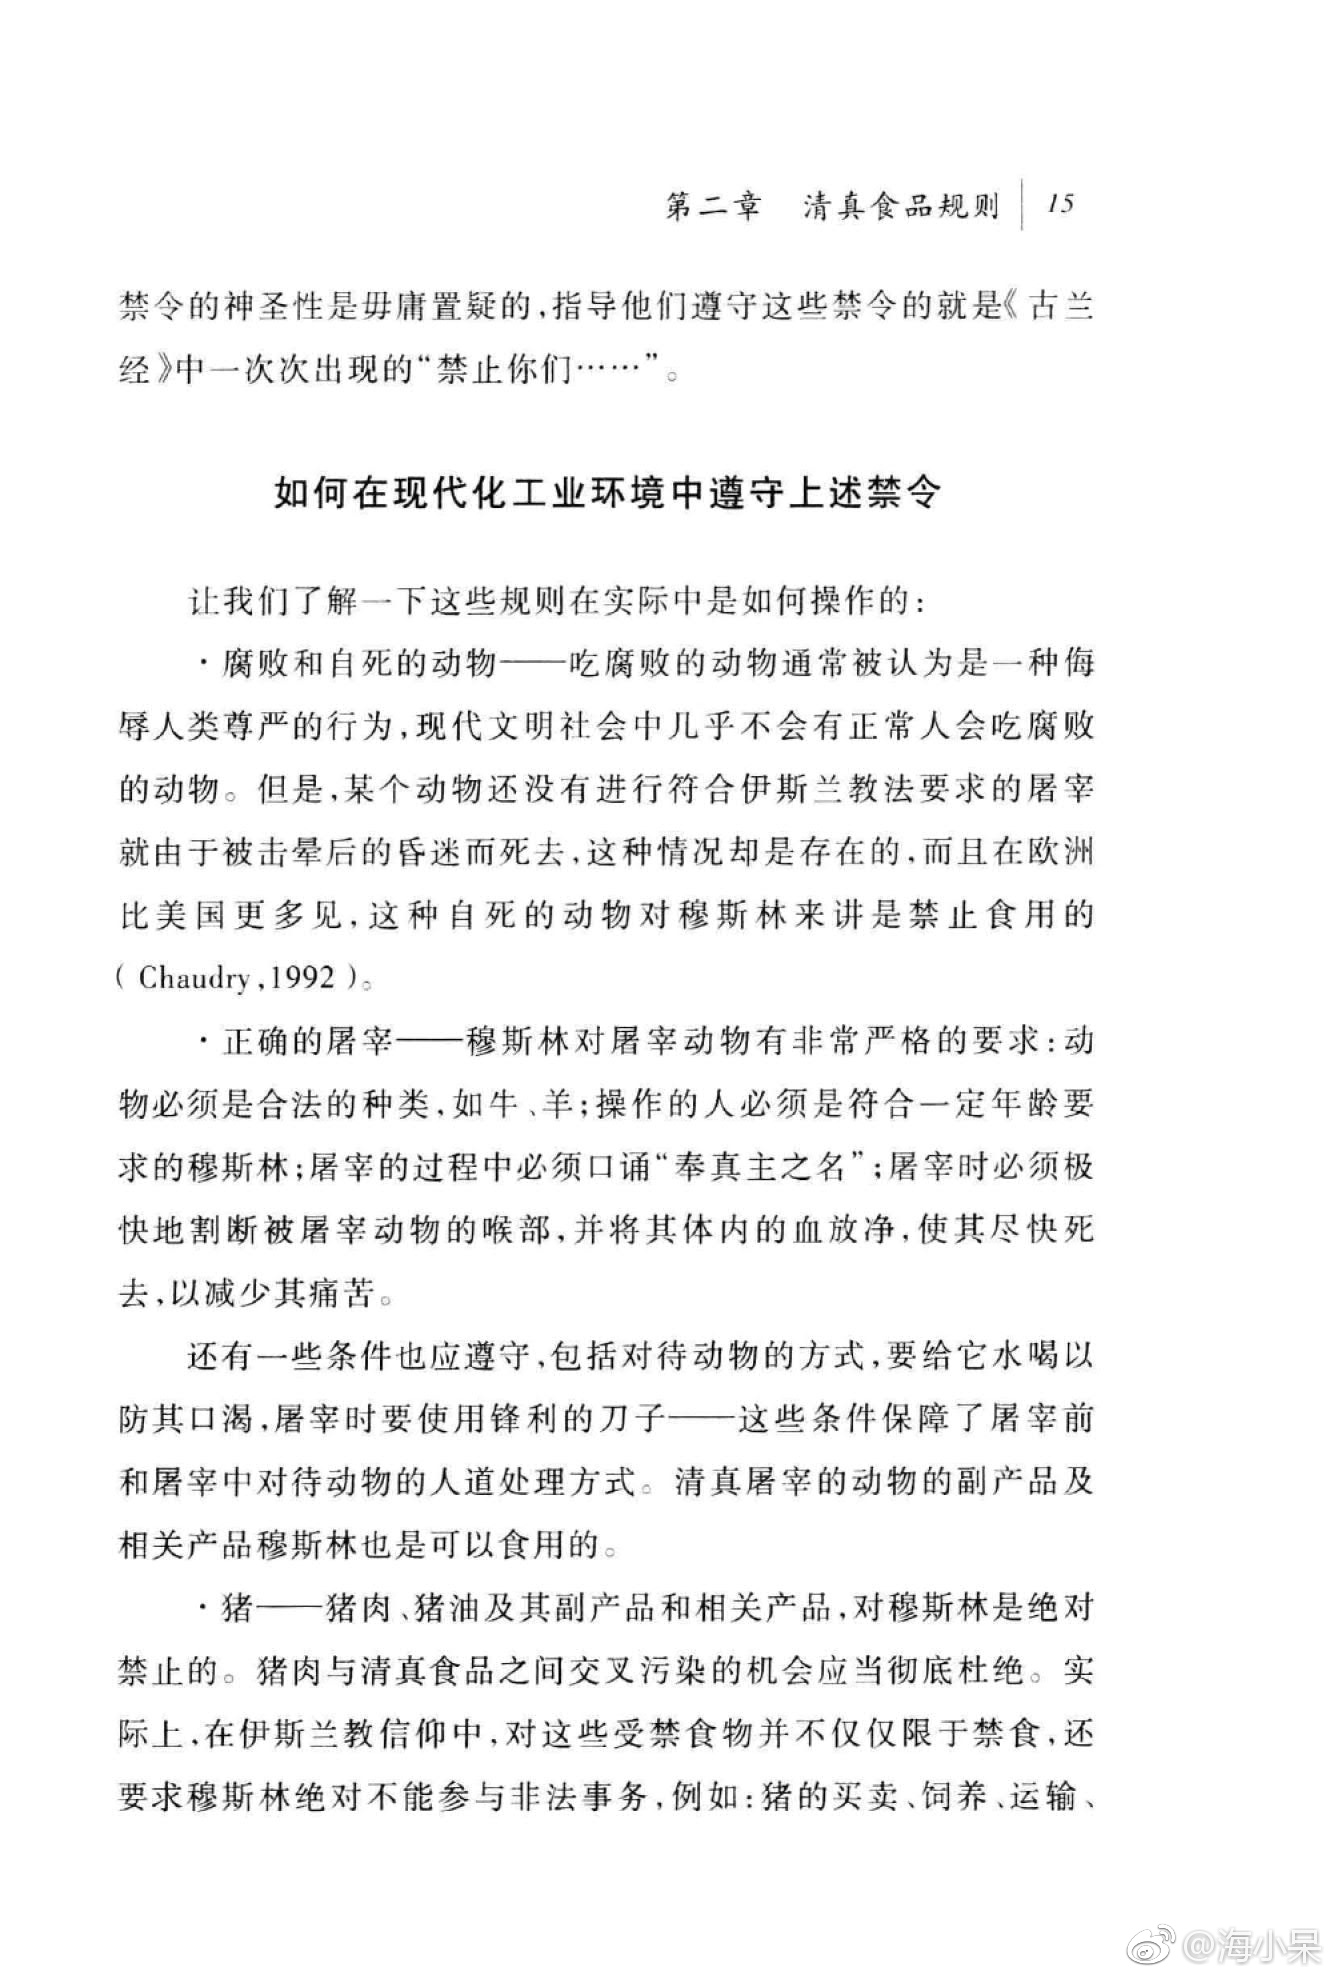 第二章　清真食品规则 15
禁令的神圣性是毋庸置疑的,指导他们遵守这些禁令的就是《古兰
经》中一次次出现的“禁止你们……”。
如何在现代化工业环境中遵守上述禁令
让我们了解一下这些规则在实际中是如何操作的:
·腐败和自死的动物——吃腐败的动物通常被认为是一种侮
辱人类尊严的行为,现代文明社会中几乎不会有正常人会吃腐败
的动物。但是,某个动物还没有进行符合伊斯兰教法要求的屠宰
就由于被击晕后的昏迷而死去,这种情况却是存在的,而且在欧洲
比美国更多见,这种自死的动物对穆斯林来讲是禁止食用的
(Chaudry,1992)。
·正确的屠宰——穆斯林对屠宰动物有非常严格的要求:动
物必须是合法的种类,如牛、羊;操作的人必须是符合一定年龄要
求的穆斯林;屠宰的过程中必须口诵“奉真主之名”;屠宰时必须极
快地割断被屠宰动物的喉部,并将其体内的血放净,使其尽快死
去,以减少其痛苦。
还有一些条件也应遵守,包括对待动物的方式,要给它水喝以
防其口渴,屠宰时要使用锋利的刀子——这些条件保障了屠宰前
和屠宰中对待动物的人道处理方式。清真屠宰的动物的副产品及
相关产品穆斯林也是可以食用的。
·猪——猪肉、猪油及其副产品和相关产品,对穆斯林是绝对
禁止的。猪肉与清真食品之间交叉污染的机会应当彻底杜绝。实
际上,在伊斯兰教信仰中,对这些受禁食物并不仅仅限于禁食,还
要求穆斯林绝对不能参与非法事务,例如:猪的买卖、饲养、运输、
@海小呆